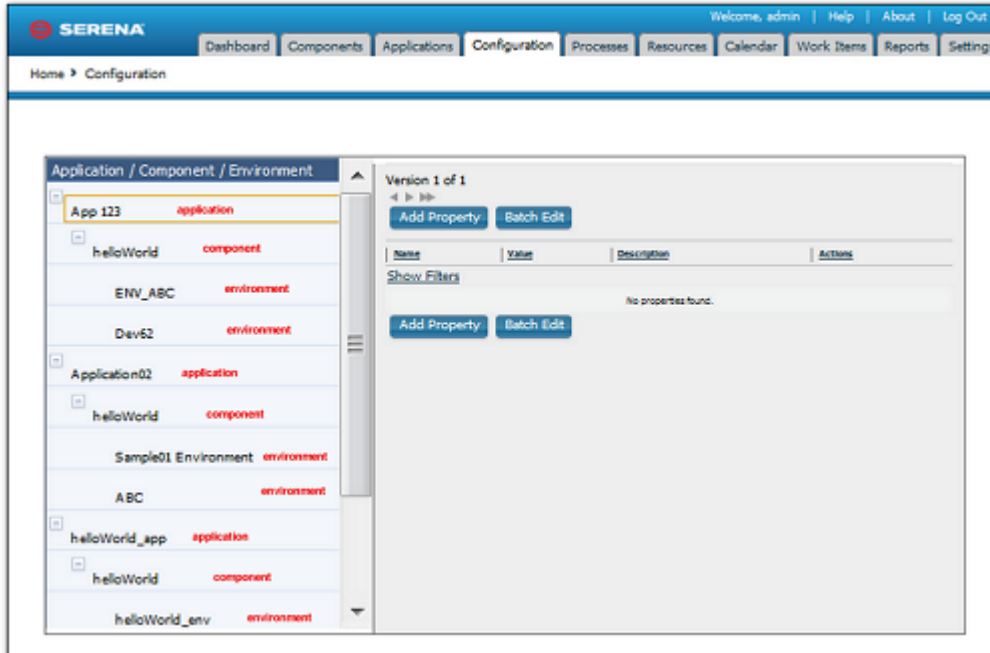 Welcome, admin | Help | About | Log Out
SERENA
Dashboard Components Applications Configuration Processes Resources Calendar Work Items Reports Setting
Home > Configuration
Application / Component / Environment
App 123 application
helloWorld component
ENV_ABC environment
Dev62 environment
Application02 application
helloWorld component
Sample01 Environment environment
ABC environment
helloWorld_app application
helloWorld component
helloWorld_env environment
Version 1 of 1
Add Property Batch Edit
Name Value Description Actions
Show Filters
No properties found.
Add Property Batch Edit